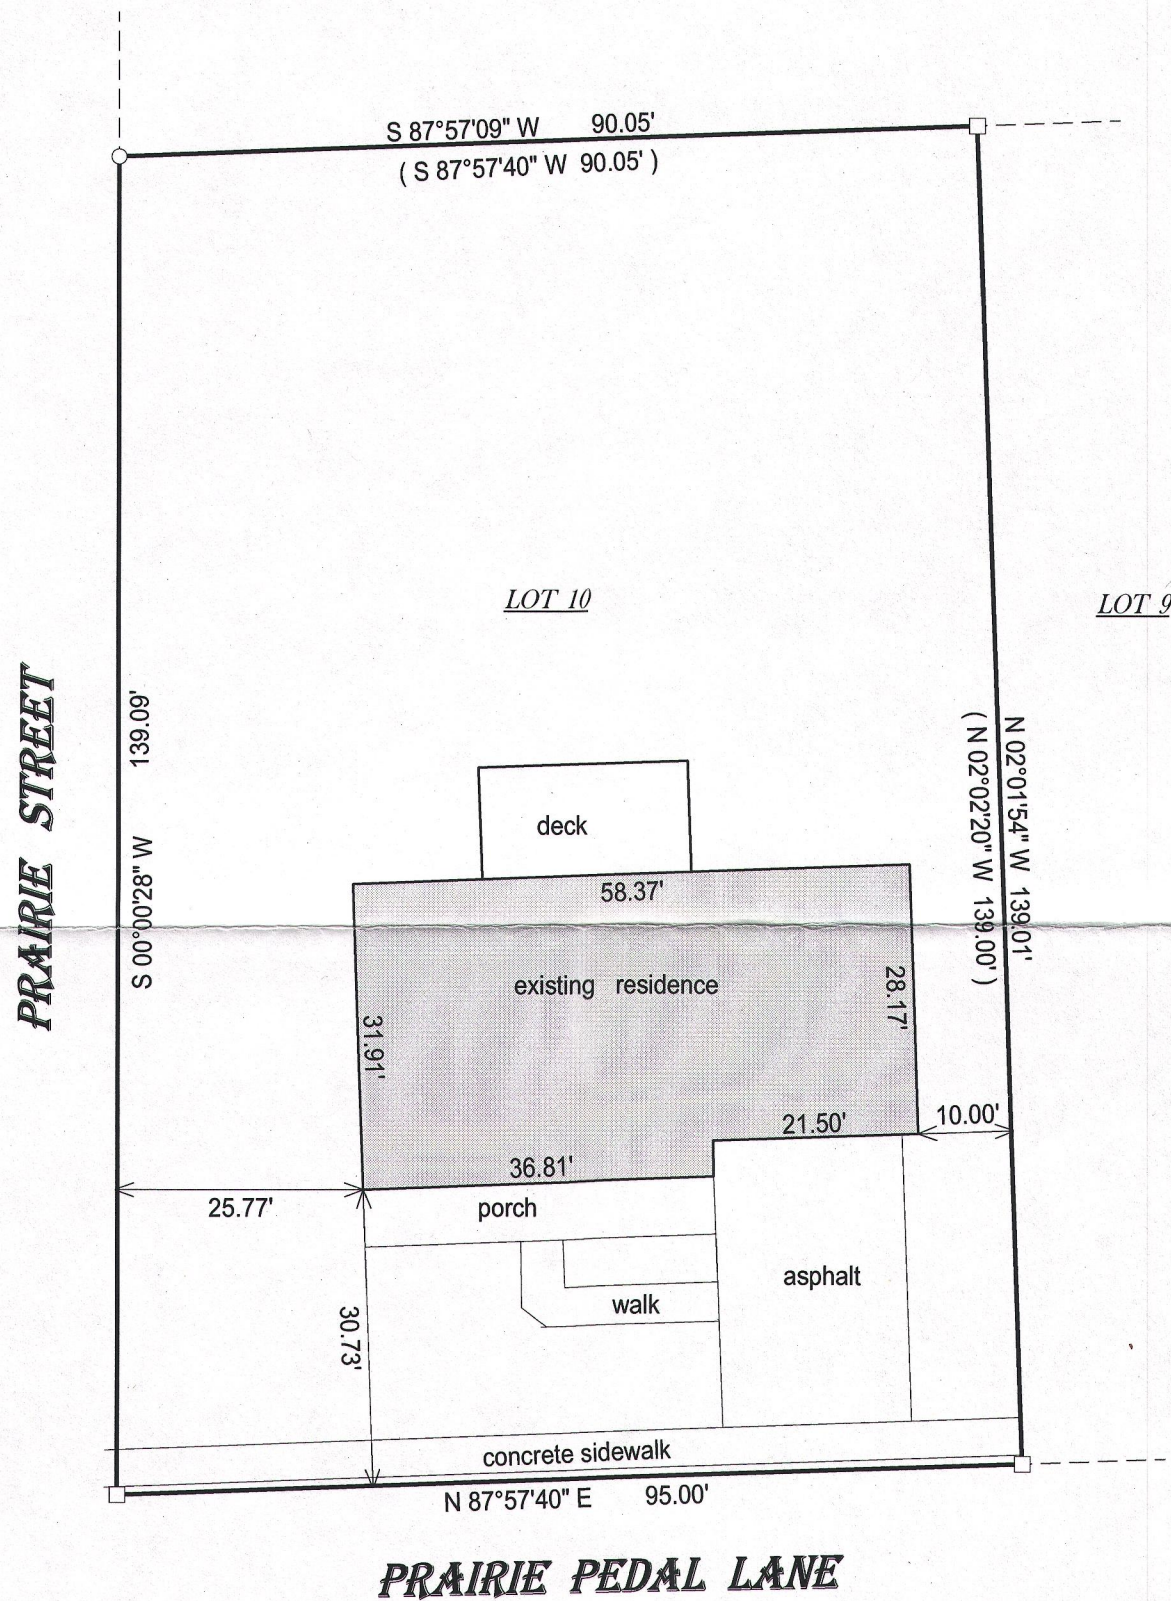 S 87°57'09" W 90.05'
( S 87°57'40" W 90.05' )
LOT 10
LOT 9
PRAIRIE STREET
S 00°00'28" W 139.09'
N 02°01'54" W 139.01'
( N 02°02'20" W 139.00' )
deck
58.37'
existing residence
28.17'
31.91'
21.50'
10.00'
36.81'
25.77'
porch
asphalt
walk
30.73'
concrete sidewalk
N 87°57'40" E 95.00'
PRAIRIE PEDAL LANE